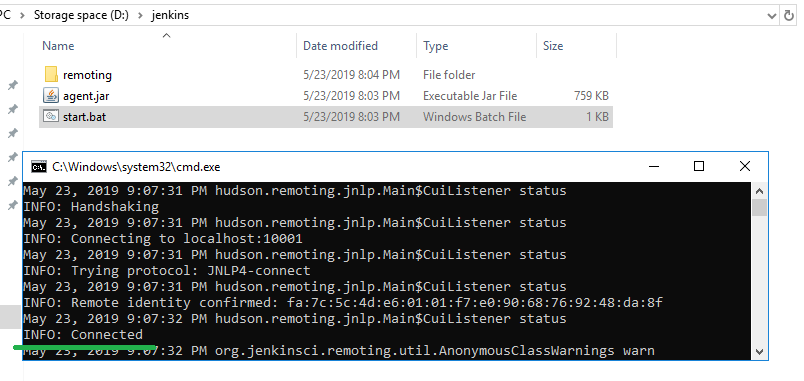 PC
Storage space (D:)
jenkins
Name
Date modified
Type
Size
remoting
5/23/2019 8:04 PM
File folder
agent.jar
5/23/2019 8:03 PM
Executable Jar File
759 KB
start.bat
5/23/2019 8:03 PM
Windows Batch File
1 KB
C:\Windows\system32\cmd.exe
May 23, 2019 9:07:31 PM hudson.remoting.jnlp.Main$CuiListener status
INFO: Handshaking
May 23, 2019 9:07:31 PM hudson.remoting.jnlp.Main$CuiListener status
INFO: Connecting to localhost:10001
May 23, 2019 9:07:31 PM hudson.remoting.jnlp.Main$CuiListener status
INFO: Trying protocol: JNLP4-connect
May 23, 2019 9:07:31 PM hudson.remoting.jnlp.Main$CuiListener status
INFO: Remote identity confirmed: fa:7c:5c:4d:e6:01:01:f7:e0:90:68:76:92:48:da:8f
May 23, 2019 9:07:32 PM hudson.remoting.jnlp.Main$CuiListener status
INFO: Connected
May 23, 2019 9:07:32 PM org.jenkinsci.remoting.util.AnonymousClassWarnings warn